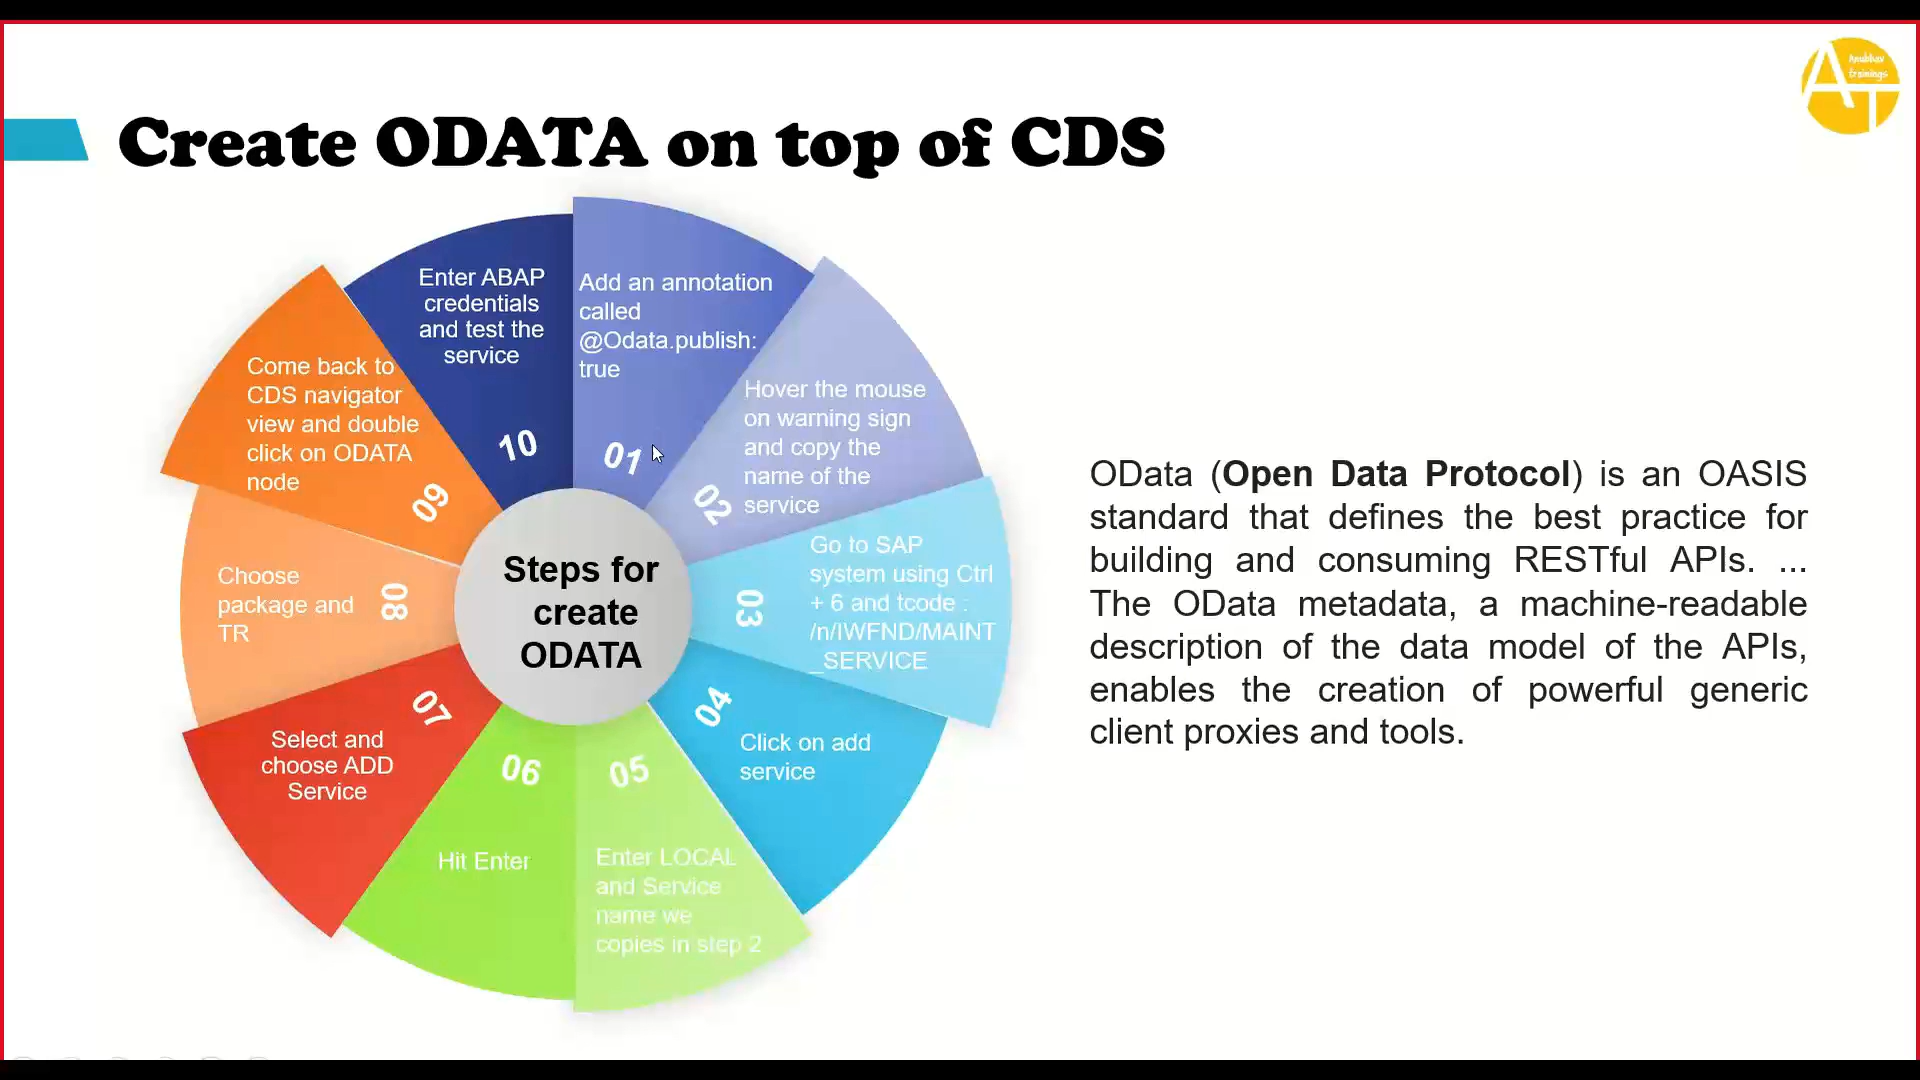 Anubhav
trainings
AT
Create ODATA on top of CDS
Add an annotation
called
@Odata.publish:
true
01
Hover the mouse
on warning sign
and copy the
name of the
service
02
Go to SAP
system using Ctrl
+ 6 and tcode :
/n/IWFND/MAINT
_SERVICE
03
04
Click on add
service
05
Enter LOCAL
and Service
name we
copies in step 2
06
Hit Enter
07
Select and
choose ADD
Service
08
Choose
package and
TR
09
Come back to
CDS navigator
view and double
click on ODATA
node
10
Enter ABAP
credentials
and test the
service
Steps for
create
ODATA
OData (Open Data Protocol) is an OASIS
standard that defines the best practice for
building and consuming RESTful APIs. ...
The OData metadata, a machine-readable
description of the data model of the APIs,
enables the creation of powerful generic
client proxies and tools.